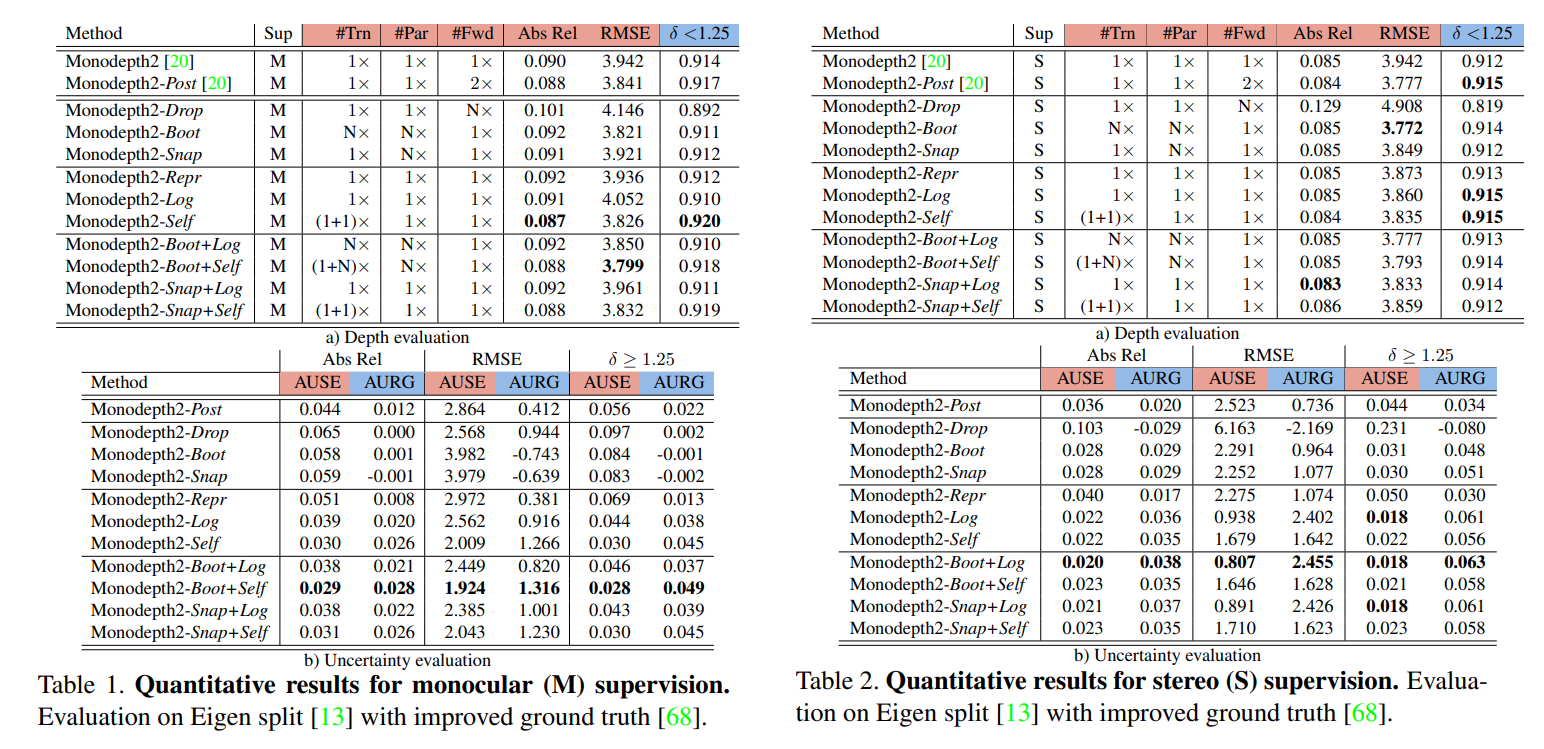 Method Sup #Trn #Par #Fwd Abs Rel RMSE δ <1.25
Monodepth2 [20] M 1× 1× 1× 0.090 3.942 0.914
Monodepth2-Post [20] M 1× 1× 2× 0.088 3.841 0.917
Monodepth2-Drop M 1× 1× N× 0.101 4.146 0.892
Monodepth2-Boot M N× N× 1× 0.092 3.821 0.911
Monodepth2-Snap M 1× N× 1× 0.091 3.921 0.912
Monodepth2-Repr M 1× 1× 1× 0.092 3.936 0.912
Monodepth2-Log M 1× 1× 1× 0.091 4.052 0.910
Monodepth2-Self M (1+1)× 1× 1× 0.087 3.826 0.920
Monodepth2-Boot+Log M N× N× 1× 0.092 3.850 0.910
Monodepth2-Boot+Self M (1+N)× N× 1× 0.088 3.799 0.918
Monodepth2-Snap+Log M 1× 1× 1× 0.092 3.961 0.911
Monodepth2-Snap+Self M (1+1)× 1× 1× 0.088 3.832 0.919
a) Depth evaluation
Abs Rel RMSE δ ≥ 1.25
Method AUSE AURG AUSE AURG AUSE AURG
Monodepth2-Post 0.044 0.012 2.864 0.412 0.056 0.022
Monodepth2-Drop 0.065 0.000 2.568 0.944 0.097 0.002
Monodepth2-Boot 0.058 0.001 3.982 -0.743 0.084 -0.001
Monodepth2-Snap 0.059 -0.001 3.979 -0.639 0.083 -0.002
Monodepth2-Repr 0.051 0.008 2.972 0.381 0.069 0.013
Monodepth2-Log 0.039 0.020 2.562 0.916 0.044 0.038
Monodepth2-Self 0.030 0.026 2.009 1.266 0.030 0.045
Monodepth2-Boot+Log 0.038 0.021 2.449 0.820 0.046 0.037
Monodepth2-Boot+Self 0.029 0.028 1.924 1.316 0.028 0.049
Monodepth2-Snap+Log 0.038 0.022 2.385 1.001 0.043 0.039
Monodepth2-Snap+Self 0.031 0.026 2.043 1.230 0.030 0.045
b) Uncertainty evaluation
Table 1. Quantitative results for monocular (M) supervision.
Evaluation on Eigen split [13] with improved ground truth [68].
Method Sup #Trn #Par #Fwd Abs Rel RMSE δ <1.25
Monodepth2 [20] S 1× 1× 1× 0.085 3.942 0.912
Monodepth2-Post [20] S 1× 1× 2× 0.084 3.777 0.915
Monodepth2-Drop S 1× 1× N× 0.129 4.908 0.819
Monodepth2-Boot S N× N× 1× 0.085 3.772 0.914
Monodepth2-Snap S 1× N× 1× 0.085 3.849 0.912
Monodepth2-Repr S 1× 1× 1× 0.085 3.873 0.913
Monodepth2-Log S 1× 1× 1× 0.085 3.860 0.915
Monodepth2-Self S (1+1)× 1× 1× 0.084 3.835 0.915
Monodepth2-Boot+Log S N× N× 1× 0.085 3.777 0.913
Monodepth2-Boot+Self S (1+N)× N× 1× 0.085 3.793 0.914
Monodepth2-Snap+Log S 1× 1× 1× 0.083 3.833 0.914
Monodepth2-Snap+Self S (1+1)× 1× 1× 0.086 3.859 0.912
a) Depth evaluation
Abs Rel RMSE δ ≥ 1.25
Method AUSE AURG AUSE AURG AUSE AURG
Monodepth2-Post 0.036 0.020 2.523 0.736 0.044 0.034
Monodepth2-Drop 0.103 -0.029 6.163 -2.169 0.231 -0.080
Monodepth2-Boot 0.028 0.029 2.291 0.964 0.031 0.048
Monodepth2-Snap 0.028 0.029 2.252 1.077 0.030 0.051
Monodepth2-Repr 0.040 0.017 2.275 1.074 0.050 0.030
Monodepth2-Log 0.022 0.036 0.938 2.402 0.018 0.061
Monodepth2-Self 0.022 0.035 1.679 1.642 0.022 0.056
Monodepth2-Boot+Log 0.020 0.038 0.807 2.455 0.018 0.063
Monodepth2-Boot+Self 0.023 0.035 1.646 1.628 0.021 0.058
Monodepth2-Snap+Log 0.021 0.037 0.891 2.426 0.018 0.061
Monodepth2-Snap+Self 0.023 0.035 1.710 1.623 0.023 0.058
b) Uncertainty evaluation
Table 2. Quantitative results for stereo (S) supervision. Evalua-
tion on Eigen split [13] with improved ground truth [68].